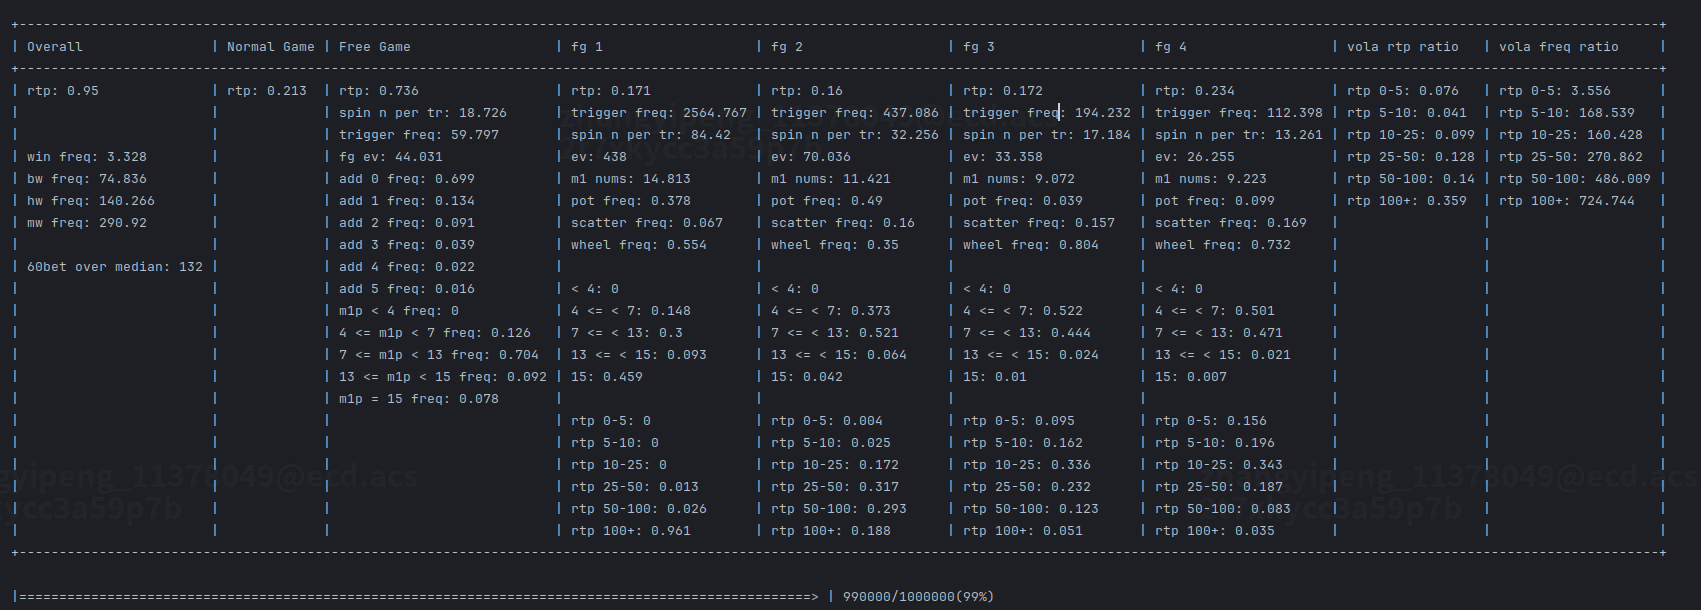 | Overall | Normal Game | Free Game | fg 1 | fg 2 | fg 3 | fg 4 | vola rtp ratio | vola freq ratio |
| rtp: 0.95 | rtp: 0.213 | rtp: 0.736 | rtp: 0.171 | rtp: 0.16 | rtp: 0.172 | rtp: 0.234 | rtp 0-5: 0.076 | rtp 0-5: 3.556 |
| | | spin n per tr: 18.726 | trigger freq: 2564.767 | trigger freq: 437.086 | trigger freq: 194.232 | trigger freq: 112.398 | rtp 5-10: 0.041 | rtp 5-10: 168.539 |
| | | trigger freq: 59.797 | spin n per tr: 84.42 | spin n per tr: 32.256 | spin n per tr: 17.184 | spin n per tr: 13.261 | rtp 10-25: 0.099 | rtp 10-25: 160.428 |
| win freq: 3.328 | | fg ev: 44.031 | ev: 438 | ev: 70.036 | ev: 33.358 | ev: 26.255 | rtp 25-50: 0.128 | rtp 25-50: 270.862 |
| bw freq: 74.836 | | add 0 freq: 0.699 | m1 nums: 14.813 | m1 nums: 11.421 | m1 nums: 9.072 | m1 nums: 9.223 | rtp 50-100: 0.14 | rtp 50-100: 486.009 |
| hw freq: 140.266 | | add 1 freq: 0.134 | pot freq: 0.378 | pot freq: 0.49 | pot freq: 0.039 | pot freq: 0.099 | rtp 100+: 0.359 | rtp 100+: 724.744 |
| mw freq: 290.92 | | add 2 freq: 0.091 | scatter freq: 0.067 | scatter freq: 0.16 | scatter freq: 0.157 | scatter freq: 0.169 | | |
| | | add 3 freq: 0.039 | wheel freq: 0.554 | wheel freq: 0.35 | wheel freq: 0.804 | wheel freq: 0.732 | | |
| 60bet over median: 132 | | add 4 freq: 0.022 | | | | | | |
| | | add 5 freq: 0.016 | < 4: 0 | < 4: 0 | < 4: 0 | < 4: 0 | | |
| | | m1p < 4 freq: 0 | 4 <= < 7: 0.148 | 4 <= < 7: 0.373 | 4 <= < 7: 0.522 | 4 <= < 7: 0.501 | | |
| | | 4 <= m1p < 7 freq: 0.126 | 7 <= < 13: 0.3 | 7 <= < 13: 0.521 | 7 <= < 13: 0.444 | 7 <= < 13: 0.471 | | |
| | | 7 <= m1p < 13 freq: 0.704 | 13 <= < 15: 0.093 | 13 <= < 15: 0.064 | 13 <= < 15: 0.024 | 13 <= < 15: 0.021 | | |
| | | 13 <= m1p < 15 freq: 0.092 | 15: 0.459 | 15: 0.042 | 15: 0.01 | 15: 0.007 | | |
| | | m1p = 15 freq: 0.078 | | | | | | |
| | | | rtp 0-5: 0 | rtp 0-5: 0.004 | rtp 0-5: 0.095 | rtp 0-5: 0.156 | | |
| | | | rtp 5-10: 0 | rtp 5-10: 0.025 | rtp 5-10: 0.162 | rtp 5-10: 0.196 | | |
| | | | rtp 10-25: 0 | rtp 10-25: 0.172 | rtp 10-25: 0.336 | rtp 10-25: 0.343 | | |
| | | | rtp 25-50: 0.013 | rtp 25-50: 0.317 | rtp 25-50: 0.232 | rtp 25-50: 0.187 | | |
| | | | rtp 50-100: 0.026 | rtp 50-100: 0.293 | rtp 50-100: 0.123 | rtp 50-100: 0.083 | | |
| | | | rtp 100+: 0.961 | rtp 100+: 0.188 | rtp 100+: 0.051 | rtp 100+: 0.035 | | |
| 990000/1000000(99%)